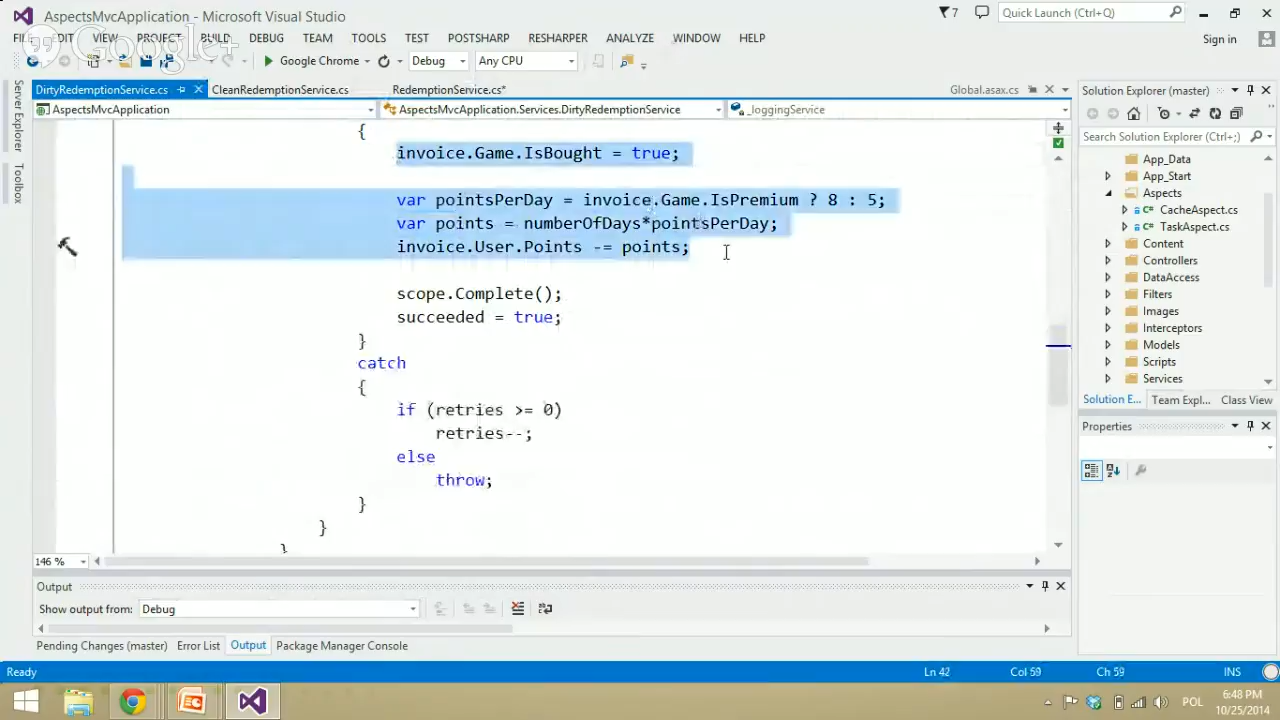 AspectsMvcApplication - Microsoft Visual Studio
7
Quick Launch (Ctrl+Q)
FILE EDIT VIEW PROJECT BUILD DEBUG TEAM TOOLS TEST POSTSHARP RESHARPER ANALYZE WINDOW HELP
Sign in
Google+
Google Chrome
Debug
Any CPU
Server Explorer
Toolbox
DirtyRedemptionService.cs
CleanRedemptionService.cs
RedemptionService.cs*
Global.asax.cs
AspectsMvcApplication
AspectsMvcApplication.Services.DirtyRedemptionService
_loggingService
{
invoice.Game.IsBought = true;
var pointsPerDay = invoice.Game.IsPremium ? 8 : 5;
var points = numberOfDays*pointsPerDay;
invoice.User.Points -= points;
scope.Complete();
succeeded = true;
}
catch
{
if (retries >= 0)
retries--;
else
throw;
}
}
}
146 %
Solution Explorer (master)
Search Solution Explorer (Ctrl+;)
App_Data
App_Start
Aspects
C# CacheAspect.cs
C# TaskAspect.cs
Content
Controllers
DataAccess
Filters
Images
Interceptors
Models
Scripts
Services
Solution E... Team Expl... Class View
Properties
Output
Show output from: Debug
Pending Changes (master) Error List Output Package Manager Console
Ready
Ln 42
Col 59
Ch 59
INS
POL
6:48 PM
10/25/2014